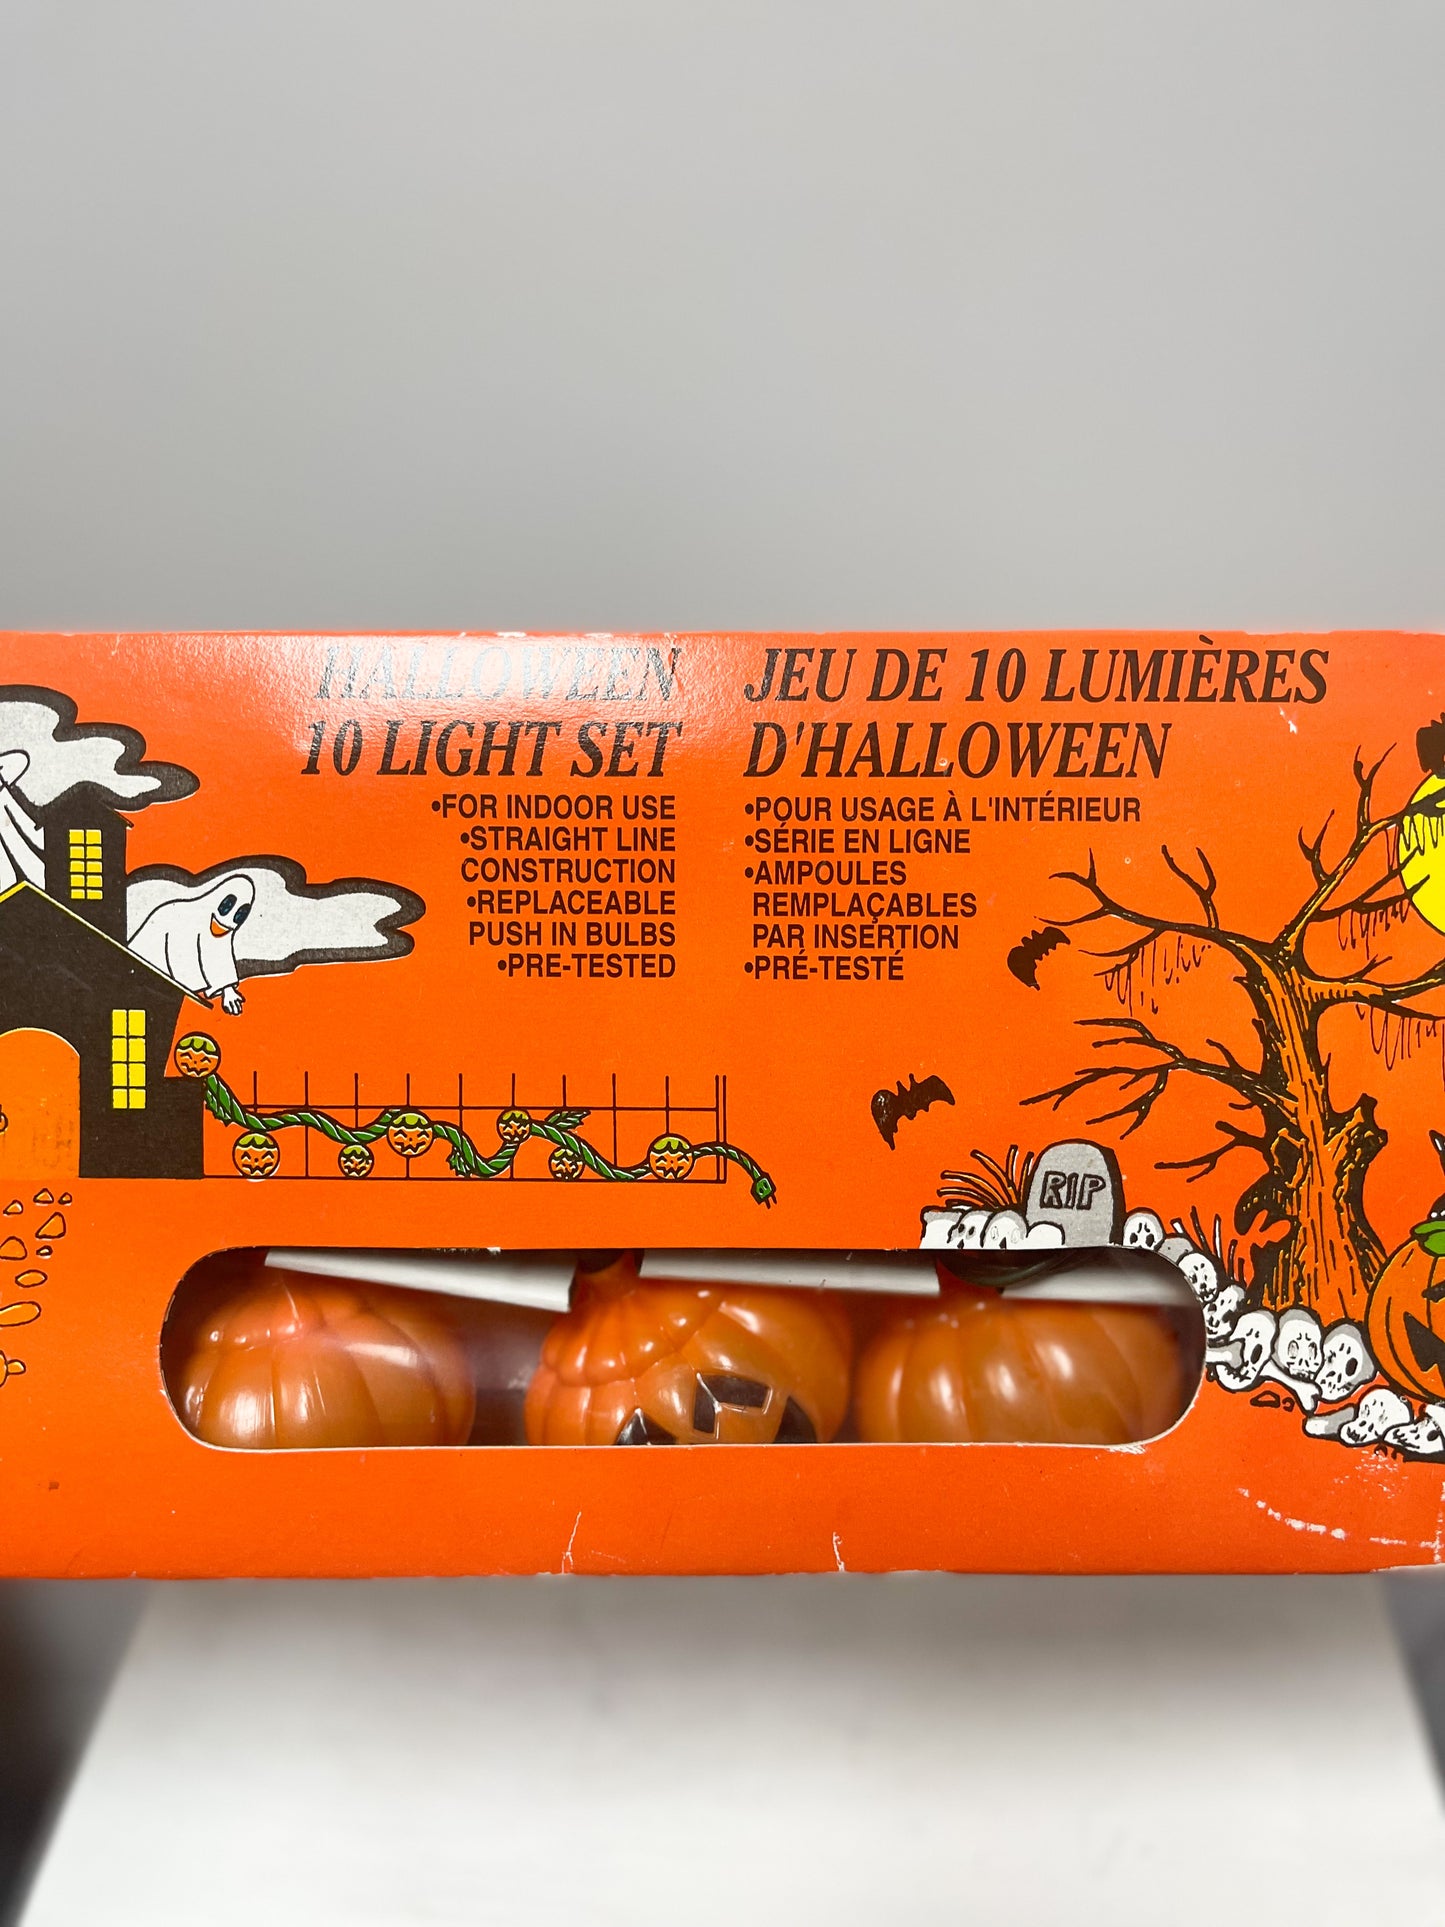 HALLOWEEN
10 LIGHT SET
•FOR INDOOR USE
•STRAIGHT LINE
CONSTRUCTION
•REPLACEABLE
PUSH IN BULBS
•PRE-TESTED
JEU DE 10 LUMIÈRES
D'HALLOWEEN
•POUR USAGE À L'INTÉRIEUR
•SÉRIE EN LIGNE
•AMPOULES
REMPLAÇABLES
PAR INSERTION
•PRÉ-TESTÉ
RIP